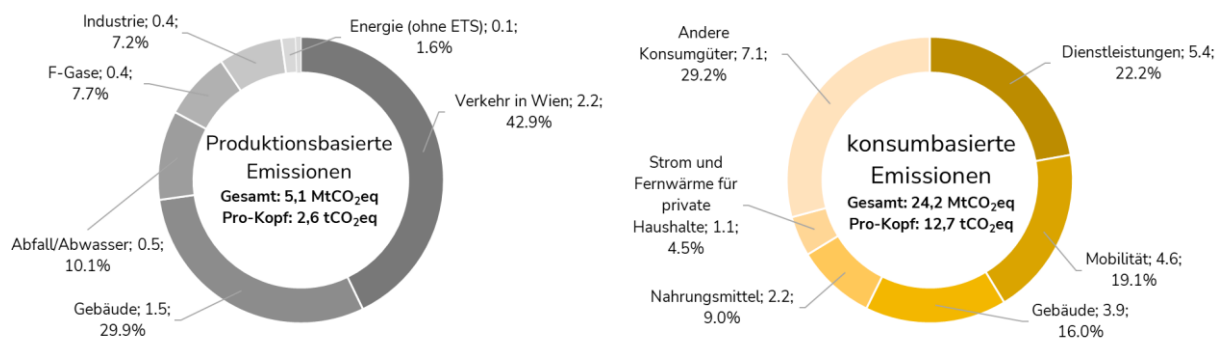 Industrie; 0.4;
7.2%
Energie (ohne ETS); 0.1;
1.6%
F-Gase; 0.4;
7.7%
Verkehr in Wien; 2.2;
42.9%
Produktionsbasierte
Emissionen
Gesamt: 5,1 MtCO₂eq
Pro-Kopf: 2,6 tCO₂eq
Abfall/Abwasser; 0.5;
10.1%
Gebäude; 1.5;
29.9%
Andere
Konsumgüter; 7.1;
29.2%
Dienstleistungen; 5.4;
22.2%
konsumbasierte
Emissionen
Gesamt: 24,2 MtCO₂eq
Pro-Kopf: 12,7 tCO₂eq
Strom und
Fernwärme für
private
Haushalte; 1.1;
4.5%
Mobilität; 4.6;
19.1%
Nahrungsmittel; 2.2;
9.0%
Gebäude; 3.9;
16.0%